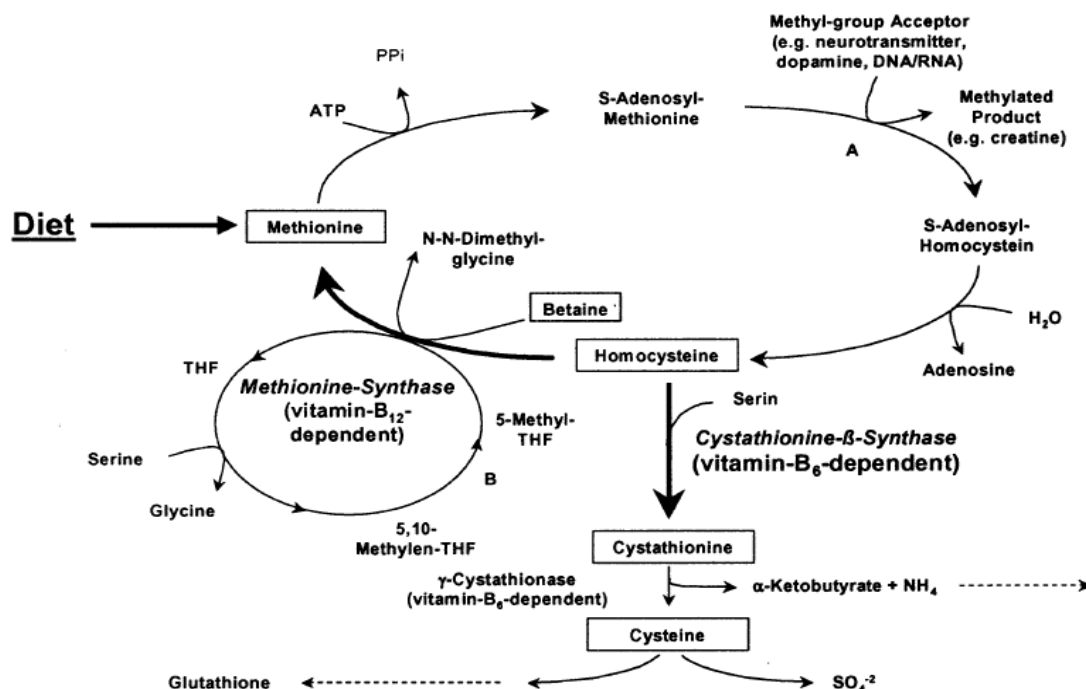 Methyl-group Acceptor
(e.g. neurotransmitter,
dopamine, DNA/RNA)
PPi
ATP
S-Adenosyl-
Methionine
Methylated
Product
(e.g. creatine)
A
Diet
Methionine
N-N-Dimethyl-
glycine
S-Adenosyl-
Homocystein
Betaine
H₂O
Homocysteine
Adenosine
THF
Methionine-Synthase
(vitamin-B₁₂-
dependent)
5-Methyl-
THF
Serin
Cystathionine-ß-Synthase
(vitamin-B₆-dependent)
Serine
B
Glycine
5,10-
Methylen-THF
Cystathionine
γ-Cystathionase
(vitamin-B₆-dependent)
α-Ketobutyrate + NH₄
Cysteine
Glutathione
SO₄⁻²